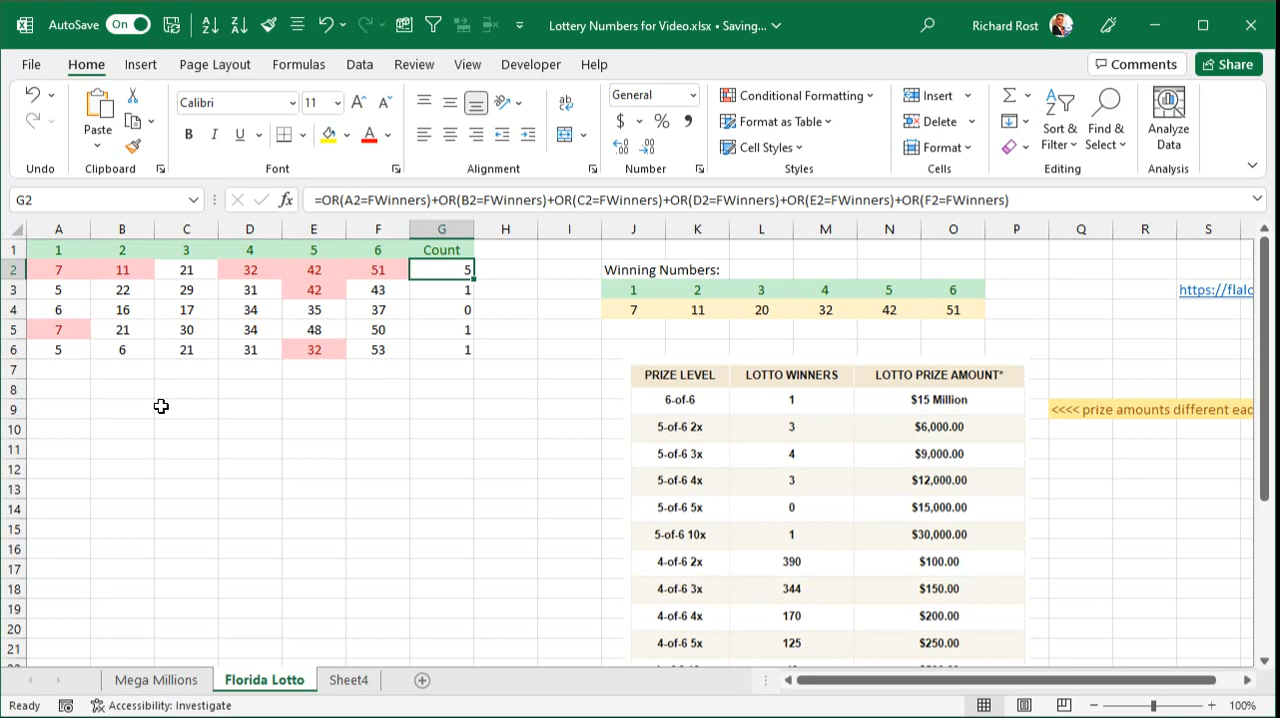 AutoSave On Lottery Numbers for Video.xlsx • Saving... Richard Rost
File Home Insert Page Layout Formulas Data Review View Developer Help Comments Share
Calibri 11 General Conditional Formatting Insert
Paste Format as Table Delete Sort & Find & Analyze
B I U A $ % Cell Styles Format Filter Select Data
Undo Clipboard Font Alignment Number Styles Cells Editing Analysis
G2 fx =OR(A2=FWinners)+OR(B2=FWinners)+OR(C2=FWinners)+OR(D2=FWinners)+OR(E2=FWinners)+OR(F2=FWinners)
A B C D E F G H I J K L M N O P Q R S
1 1 2 3 4 5 6 Count
2 7 11 21 32 42 51 5 Winning Numbers:
3 5 22 29 31 42 43 1 1 2 3 4 5 6 https://flalo
4 6 16 17 34 35 37 0 7 11 20 32 42 51
5 7 21 30 34 48 50 1
6 5 6 21 31 32 53 1
7 PRIZE LEVEL LOTTO WINNERS LOTTO PRIZE AMOUNT*
8 6-of-6 1 $15 Million
9 <<<< prize amounts different eac
10 5-of-6 2x 3 $6,000.00
11 5-of-6 3x 4 $9,000.00
12
13 5-of-6 4x 3 $12,000.00
14 5-of-6 5x 0 $15,000.00
15 5-of-6 10x 1 $30,000.00
16
17 4-of-6 2x 390 $100.00
18 4-of-6 3x 344 $150.00
19
20 4-of-6 4x 170 $200.00
21 4-of-6 5x 125 $250.00
Mega Millions Florida Lotto Sheet4
Ready Accessibility: Investigate 100%